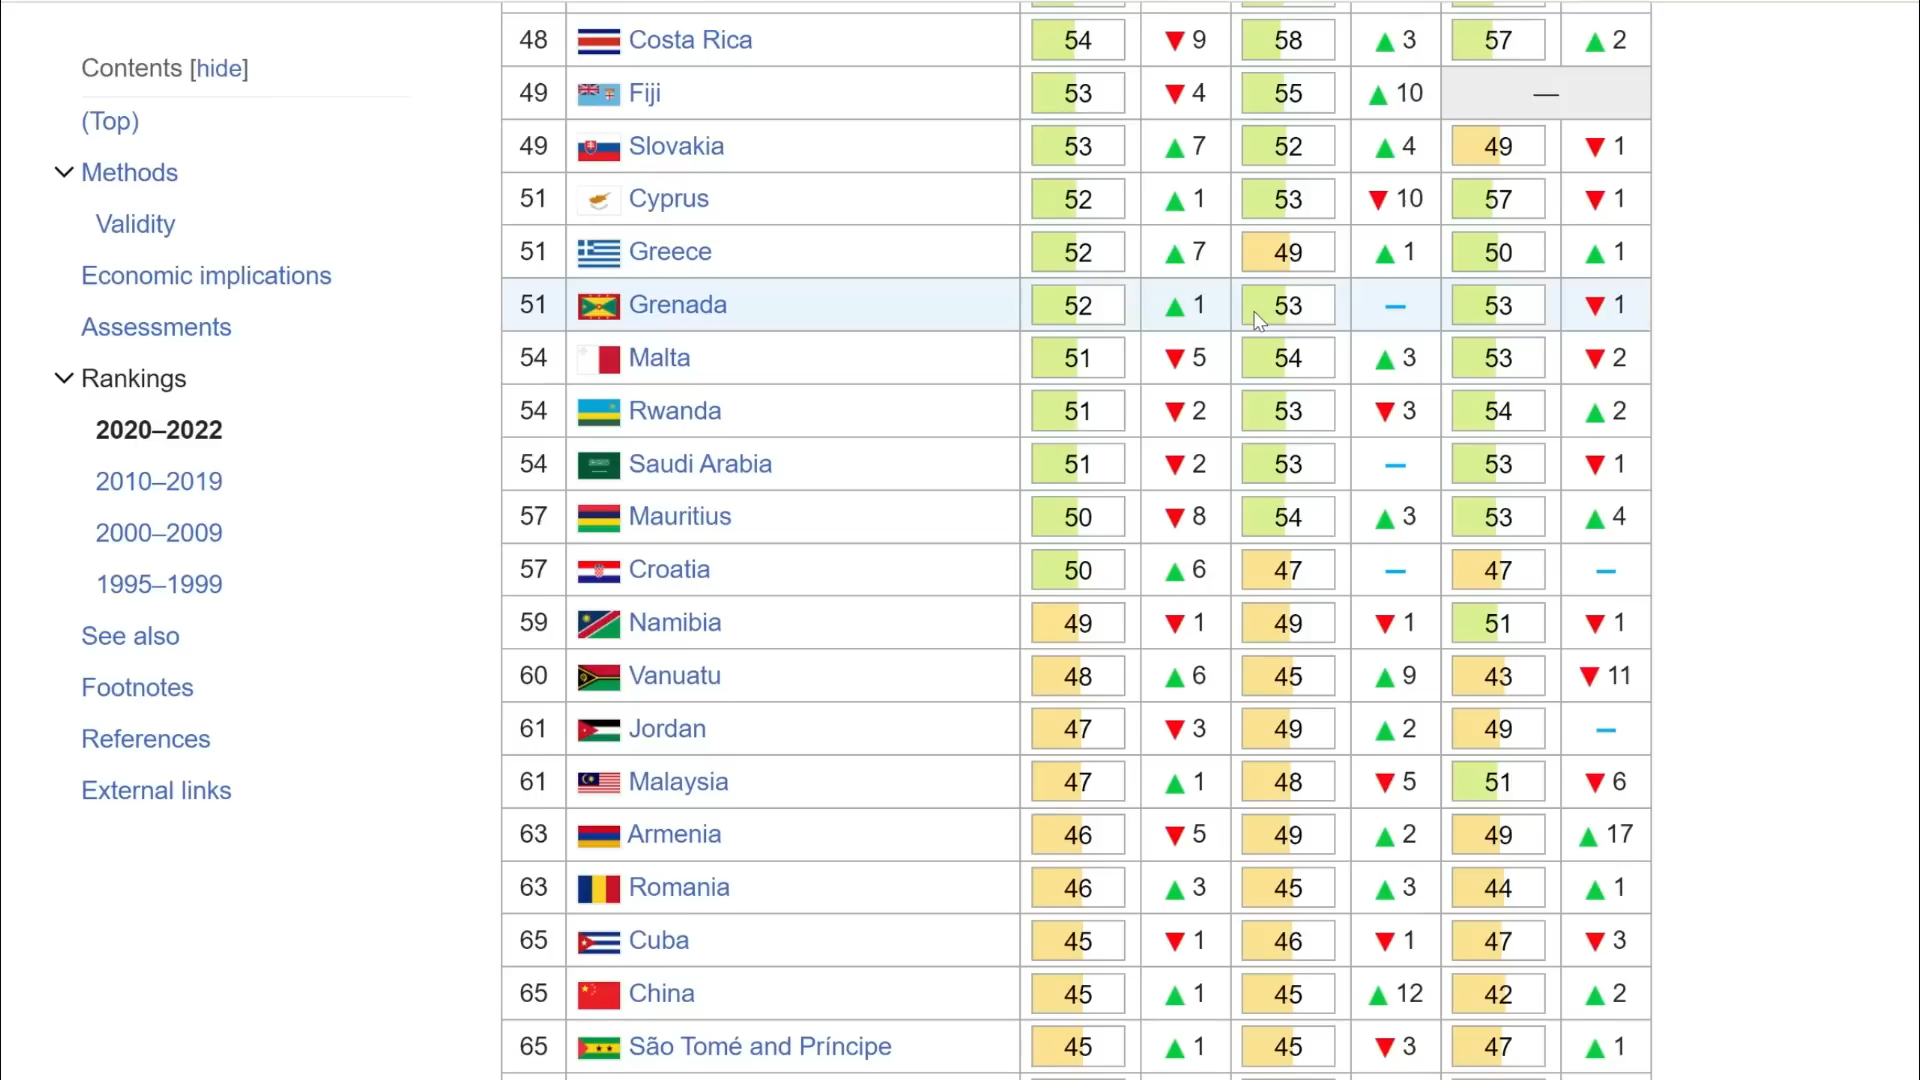 Contents [hide]
(Top)
Methods
Validity
Economic implications
Assessments
Rankings
2020–2022
2010–2019
2000–2009
1995–1999
See also
Footnotes
References
External links
48 Costa Rica 54 ▼ 9 58 ▲ 3 57 ▲ 2
49 Fiji 53 ▼ 4 55 ▲ 10 —
49 Slovakia 53 ▲ 7 52 ▲ 4 49 ▼ 1
51 Cyprus 52 ▲ 1 53 ▼ 10 57 ▼ 1
51 Greece 52 ▲ 7 49 ▲ 1 50 ▲ 1
51 Grenada 52 ▲ 1 53 – 53 ▼ 1
54 Malta 51 ▼ 5 54 ▲ 3 53 ▼ 2
54 Rwanda 51 ▼ 2 53 ▼ 3 54 ▲ 2
54 Saudi Arabia 51 ▼ 2 53 – 53 ▼ 1
57 Mauritius 50 ▼ 8 54 ▲ 3 53 ▲ 4
57 Croatia 50 ▲ 6 47 – 47 –
59 Namibia 49 ▼ 1 49 ▼ 1 51 ▼ 1
60 Vanuatu 48 ▲ 6 45 ▲ 9 43 ▼ 11
61 Jordan 47 ▼ 3 49 ▲ 2 49 –
61 Malaysia 47 ▲ 1 48 ▼ 5 51 ▼ 6
63 Armenia 46 ▼ 5 49 ▲ 2 49 ▲ 17
63 Romania 46 ▲ 3 45 ▲ 3 44 ▲ 1
65 Cuba 45 ▼ 1 46 ▼ 1 47 ▼ 3
65 China 45 ▲ 1 45 ▲ 12 42 ▲ 2
65 São Tomé and Príncipe 45 ▲ 1 45 ▼ 3 47 ▲ 1